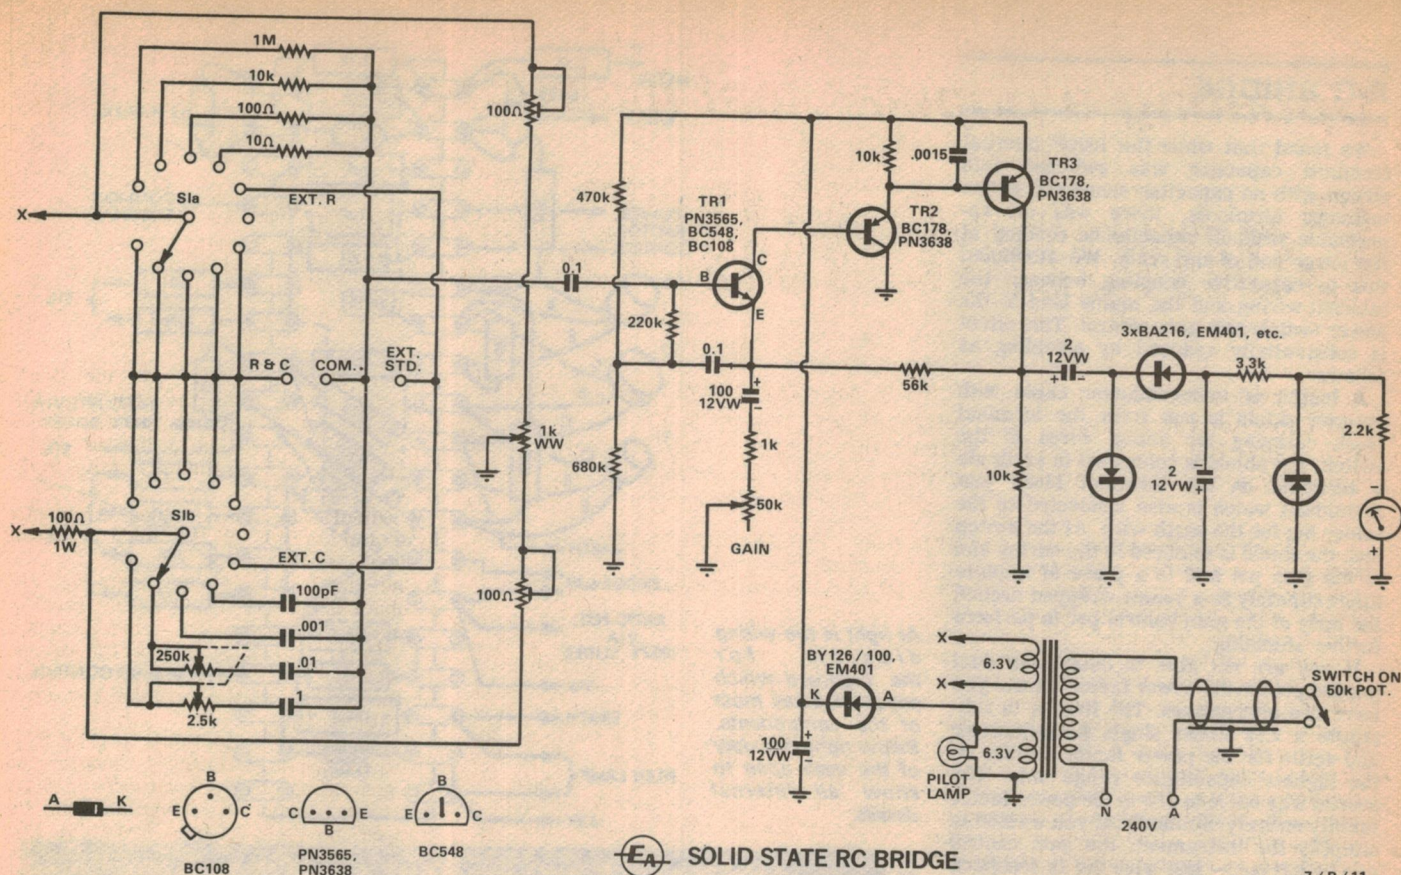 1M
10k
100Ω
10Ω
SIa
EXT. R
X
100Ω
470k
10k
.0015
TR3
BC178,
PN3638
TR2
BC178,
PN3638
TR1
PN3565,
BC548,
BC108
C
B
E
0.1
220k
0.1
R & C
COM.
EXT.
STD.
100
12VW
+
−
56k
3xBA216, EM401, etc.
2
12VW
+
−
3.3k
2.2k
1k
WW
680k
1k
50k
GAIN
10k
2
12VW
−
+
−
+
X
100Ω
1W
SIb
EXT. C
100pF
.001
250k
.01
2.5k
1
100Ω
BY126 / 100,
EM401
K
A
100
12VW
+
−
X
X
6.3V
6.3V
PILOT
LAMP
SWITCH ON
50k POT.
N
A
240V
A
K
B
E
C
BC108
C
B
E
PN3565,
PN3638
B
E
C
BC548
EA
SOLID STATE RC BRIDGE